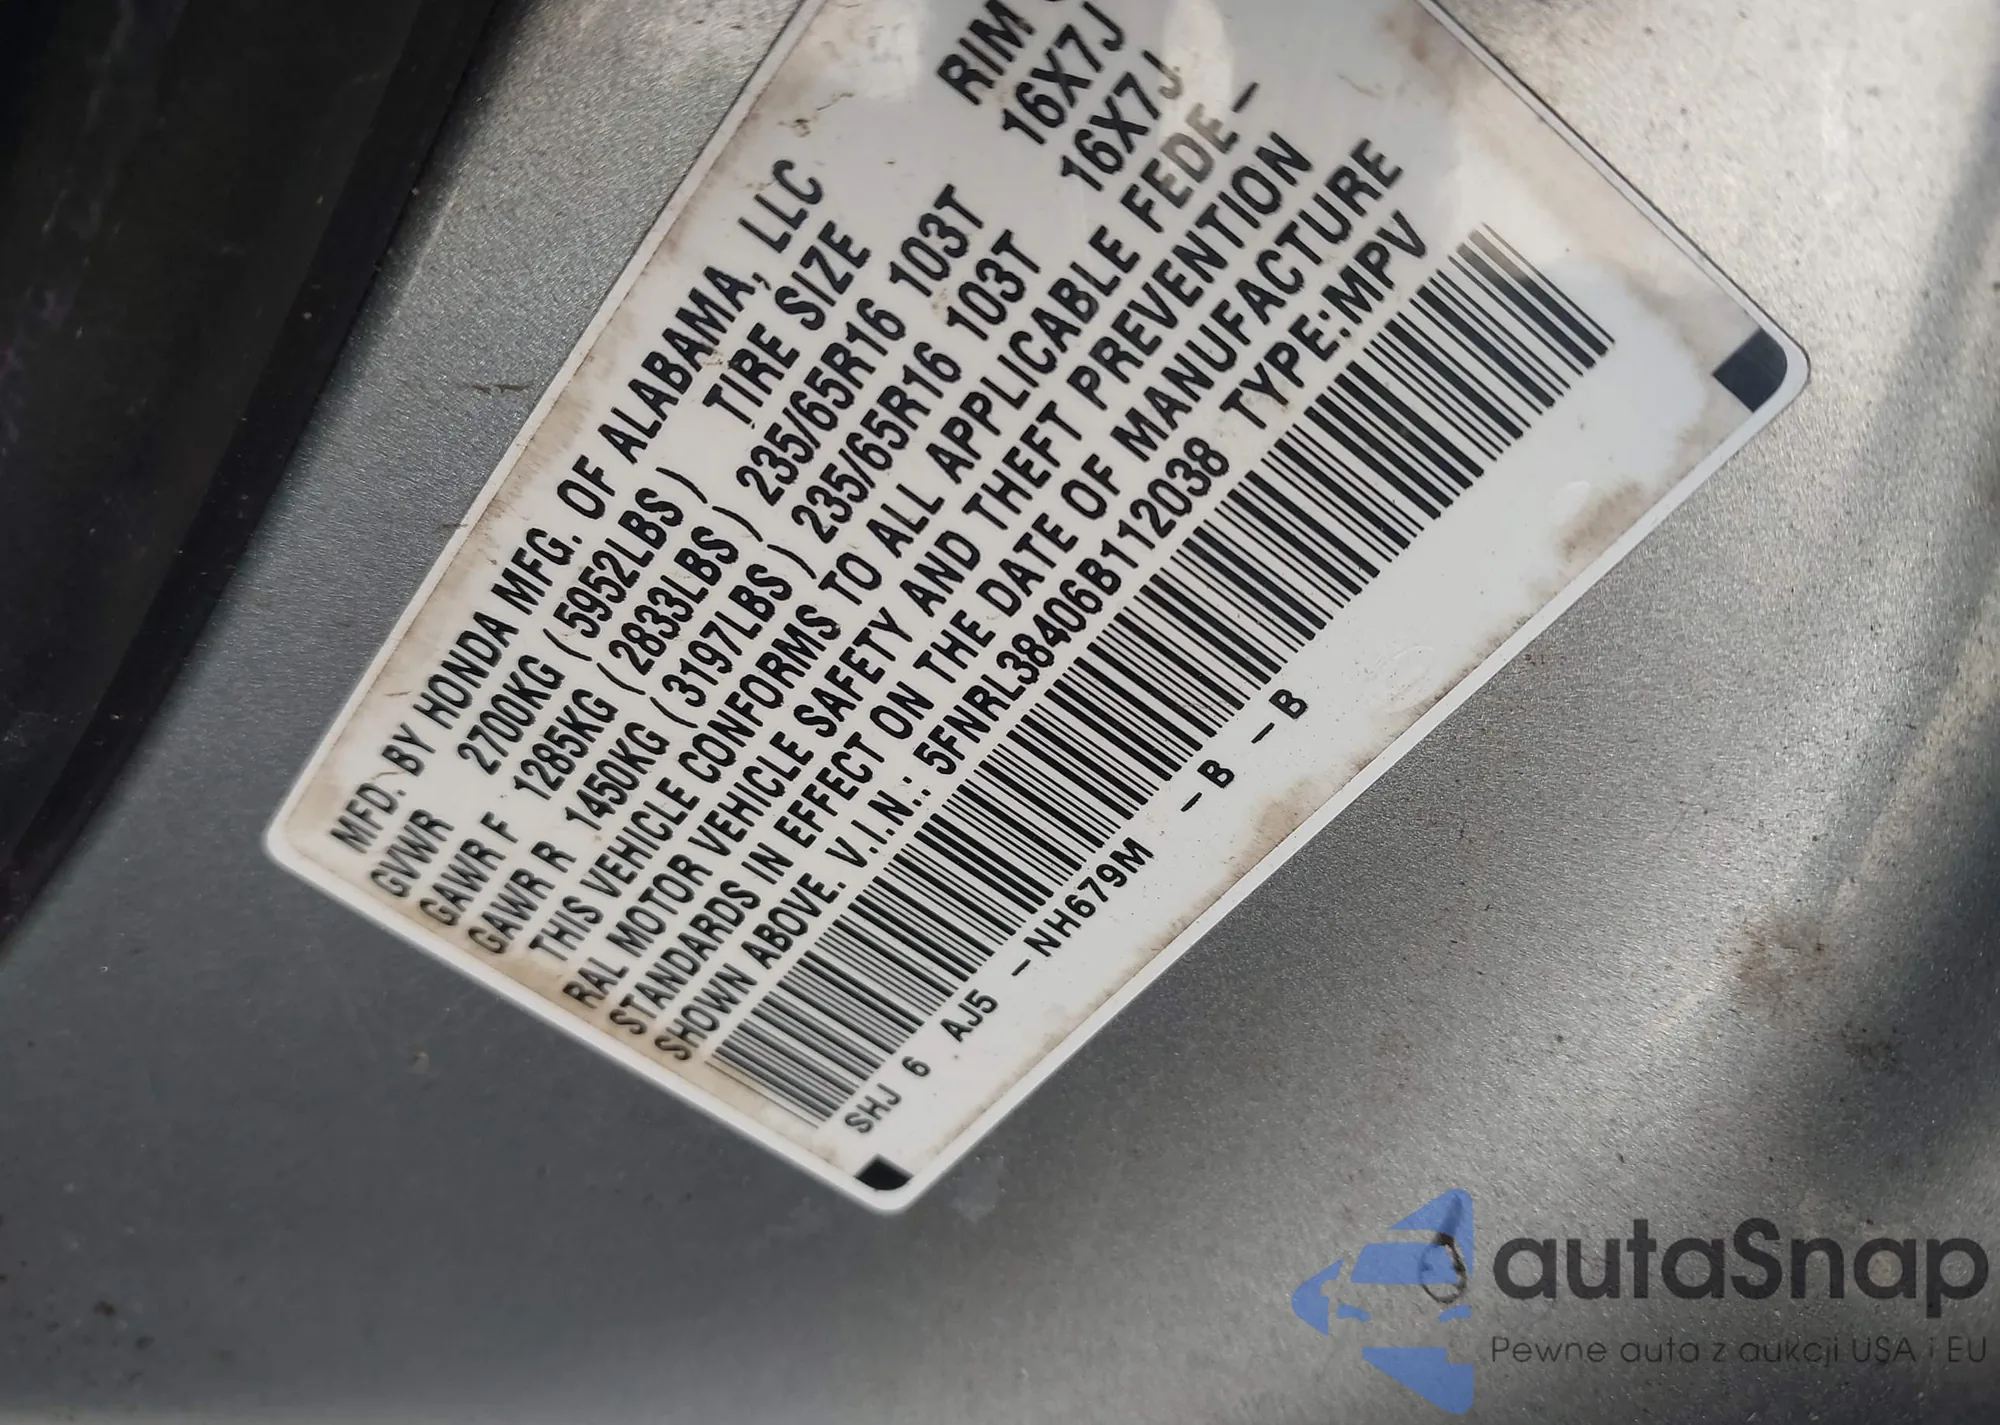 MFD. BY HONDA MFG. OF ALABAMA, LLC
GVWR 2700KG (5952LBS) TIRE SIZE RIM
GAWR F 1285KG (2833LBS) 235/65R16 103T 16X7J
GAWR R 1450KG (3197LBS) 235/65R16 103T 16X7J
THIS VEHICLE CONFORMS TO ALL APPLICABLE FEDE-
RAL MOTOR VEHICLE SAFETY AND THEFT PREVENTION
STANDARDS IN EFFECT ON THE DATE OF MANUFACTURE
SHOWN ABOVE. V.I.N.: 5FNRL38406B112038 TYPE:MPV
SHJ 6 AJ5 -NH679M -B -B
autaSnap
Pewne auta z aukcji USA i EU